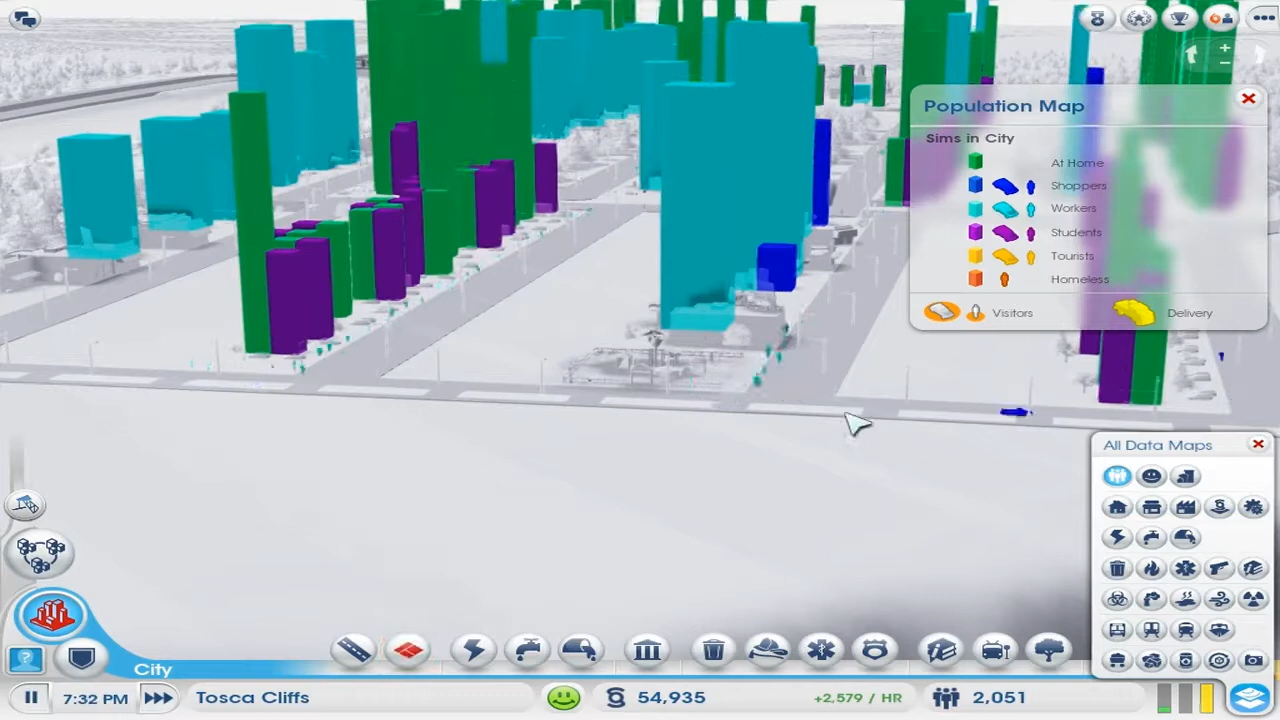 Population Map
Sims in City
At Home
Shoppers
Workers
Students
Tourists
Homeless
Visitors
Delivery
All Data Maps
?
City
7:32 PM
Tosca Cliffs
54,935
+2,579 / HR
2,051